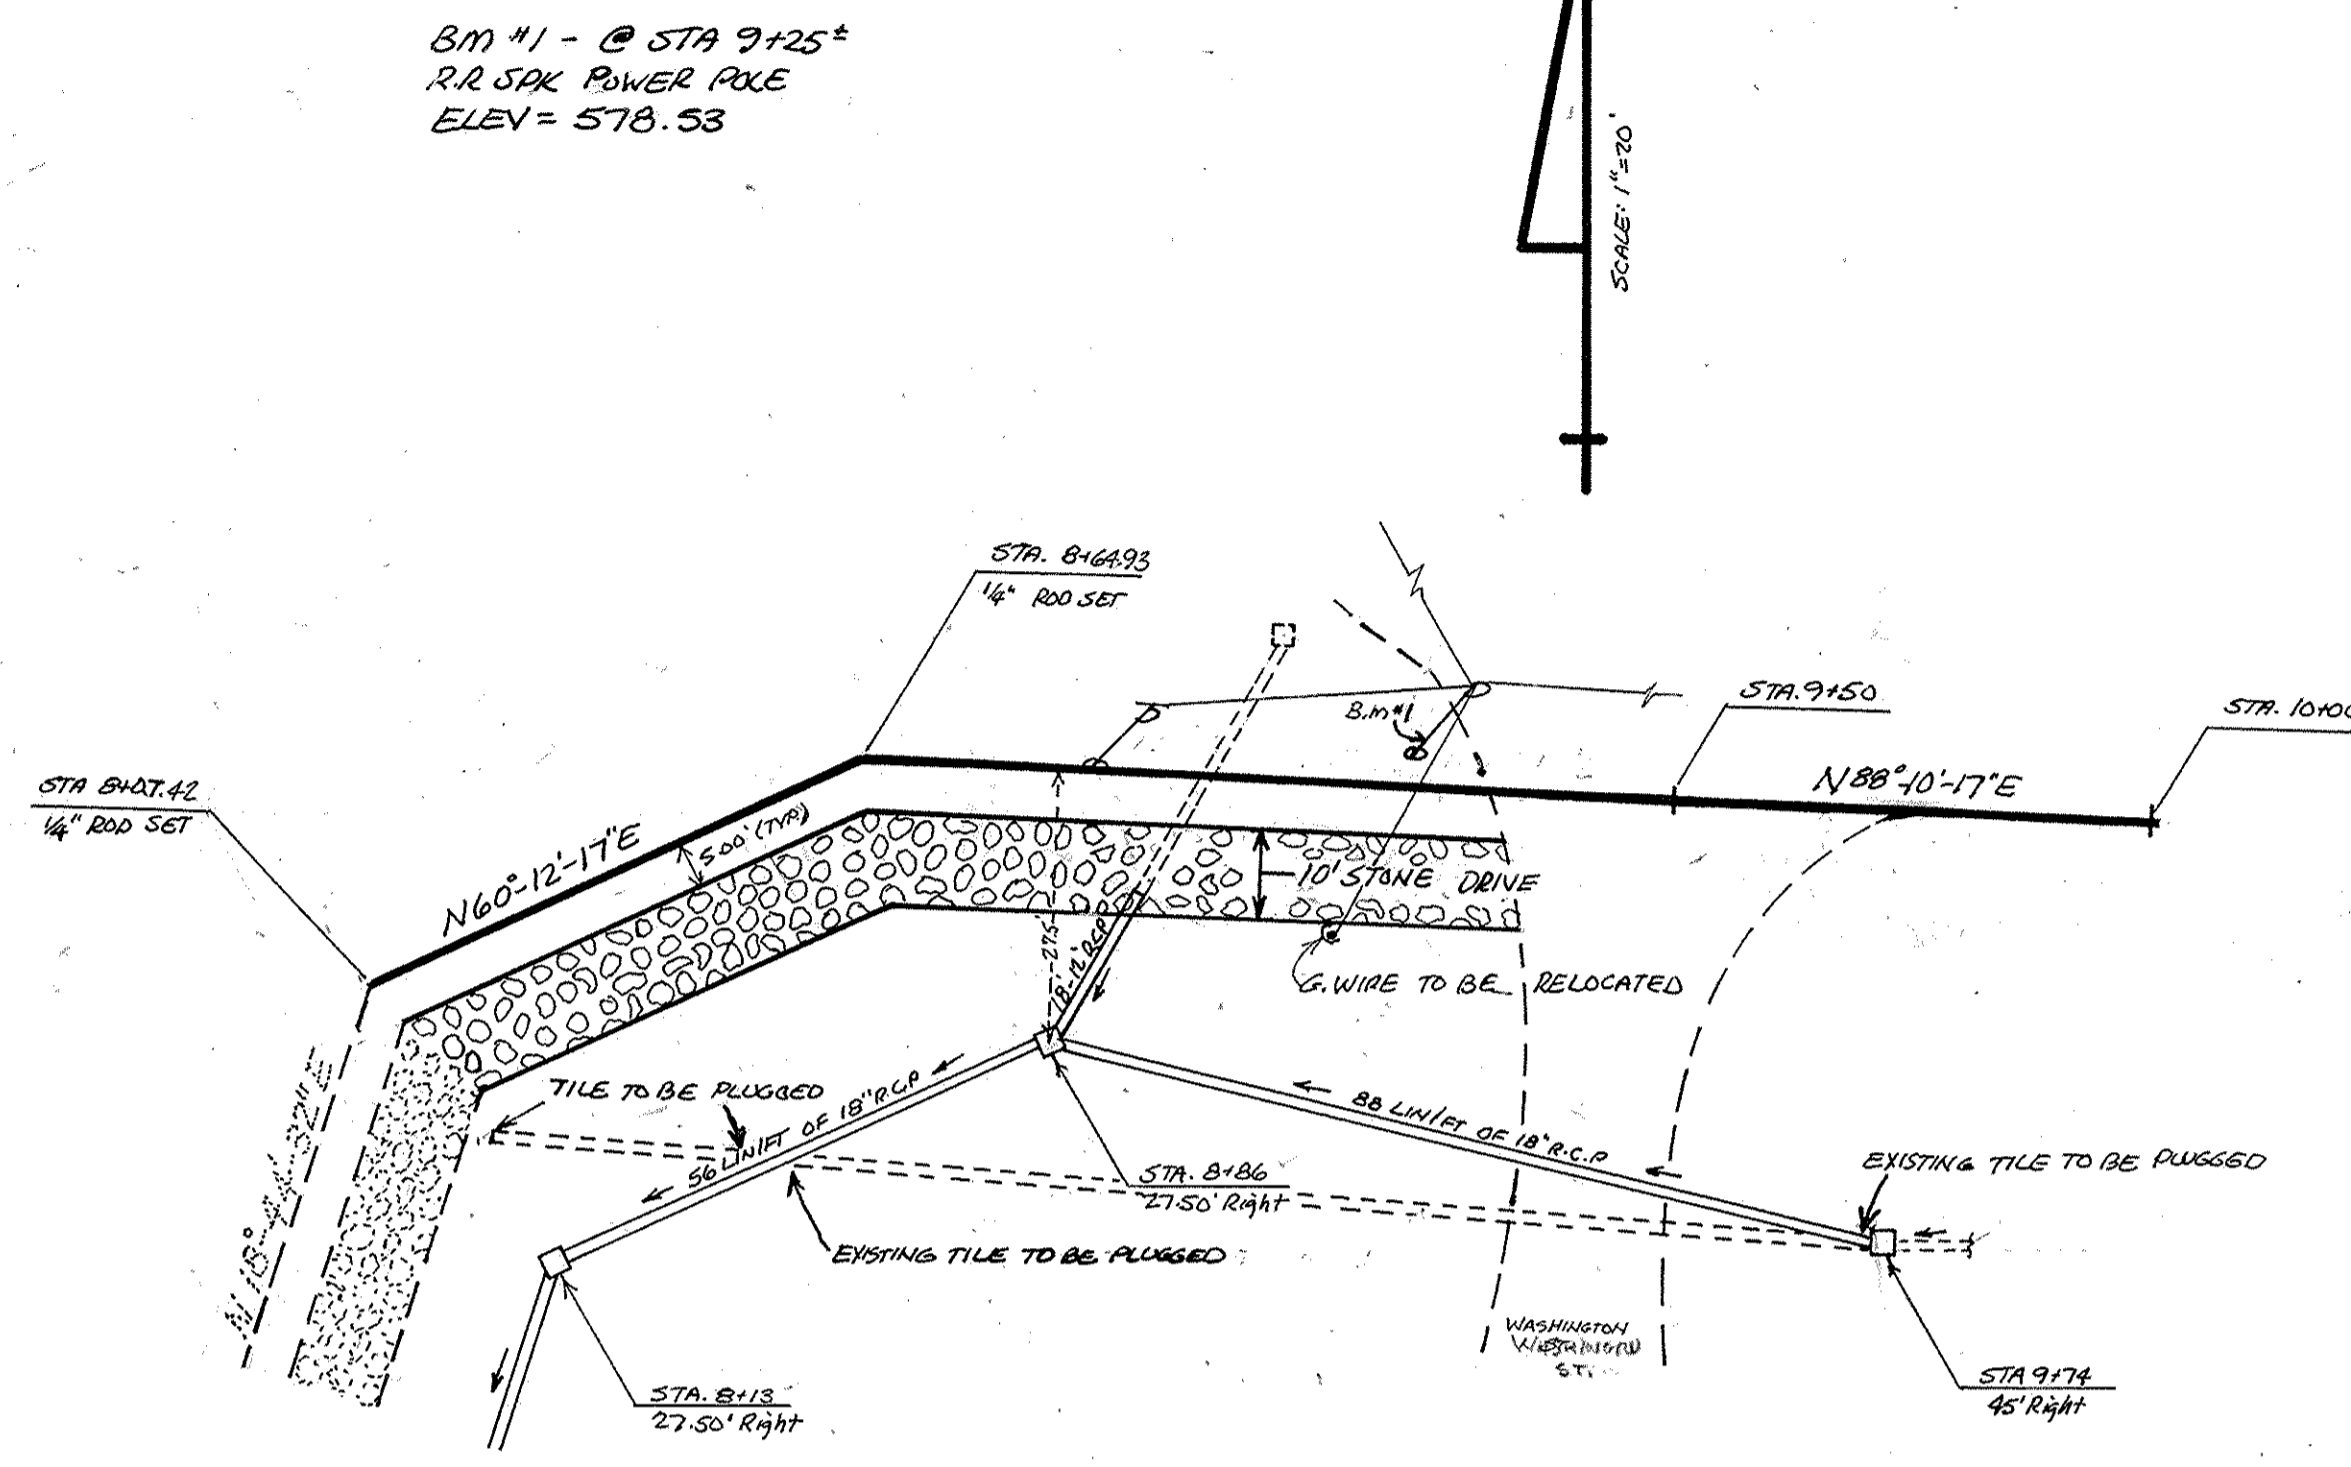 BM #1 - @ STA 9+25±
R.R SPK POWER POLE
ELEV = 578.53
SCALE: 1"=20'
STA. 8+64.93
1/4" ROD SET
STA. 9+50
STA. 10+00
B.M #1
N88°-10'-17"E
STA 8+07.42
1/4" ROD SET
N60°-12'-17"E
5.00' (TYP.)
10' STONE DRIVE
27.5'
18'-12" R.C.P
G.WIRE TO BE RELOCATED
TILE TO BE PLUGGED
56 LIN/FT OF 18" R.C.P
88 LIN/FT OF 18" R.C.P
STA. 8+86
27.50' Right
EXISTING TILE TO BE PLUGGED
EXISTING TILE TO BE PLUGGED
N 18°
WASHINGTON
ST.
STA. 8+13
27.50' Right
STA 9+74
45' Right